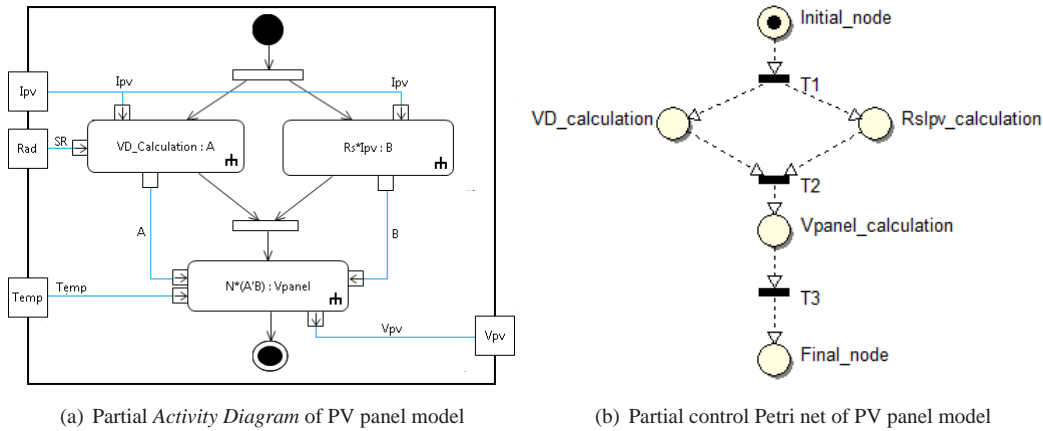 Initial_node
T1
Ipv
Ipv
Ipv
VD_calculation
RsIpv_calculation
Rad
SR
VD_Calculation : A
Rs*Ipv : B
T2
A
B
Vpanel_calculation
Temp
Temp
N*(A'B) : Vpanel
T3
Vpv
Vpv
Final_node
(a) Partial Activity Diagram of PV panel model
(b) Partial control Petri net of PV panel model